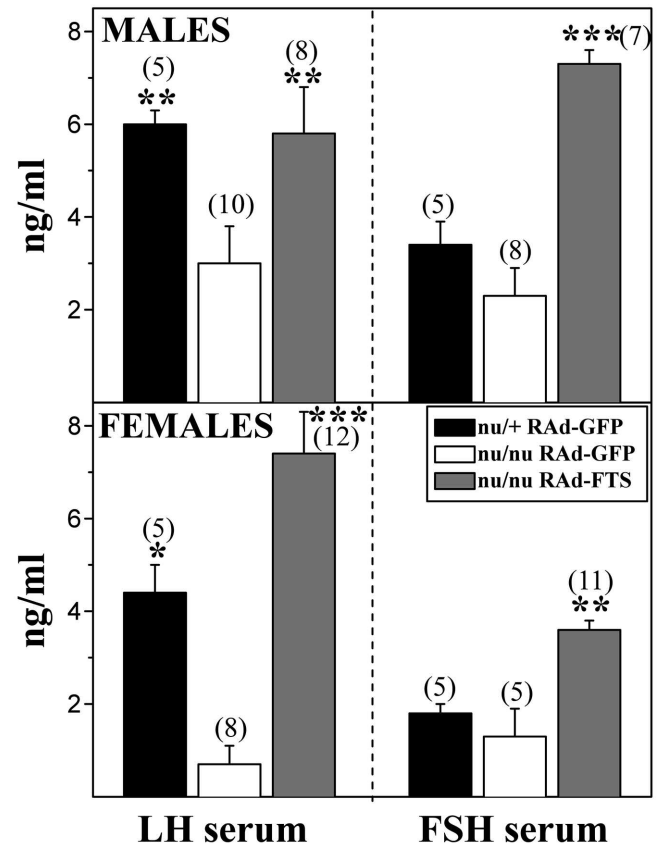 MALES
8
6
4
2
ng/ml
(5)
**
(10)
(8)
**
(5)
(8)
***(7)
FEMALES
8
6
4
2
ng/ml
(5)
*
(8)
***
(12)
nu/+ RAd-GFP
nu/nu RAd-GFP
nu/nu RAd-FTS
(5)
(5)
(11)
**
LH serum
FSH serum